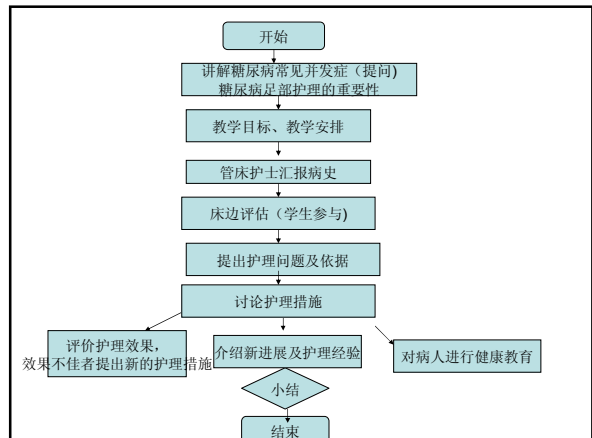 开始
讲解糖尿病常见并发症（提问)
糖尿病足部护理的重要性
教学目标、教学安排
管床护士汇报病史
床边评估（学生参与)
提出护理问题及依据
讨论护理措施
评价护理效果，
效果不佳者提出新的护理措施
介绍新进展及护理经验
对病人进行健康教育
小结
结束